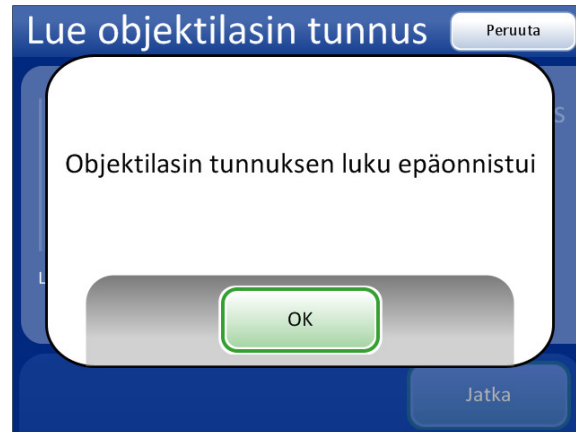 Lue objektilasin tunnus
Peruuta
Objektilasin tunnuksen luku epäonnistui
OK
Jatka